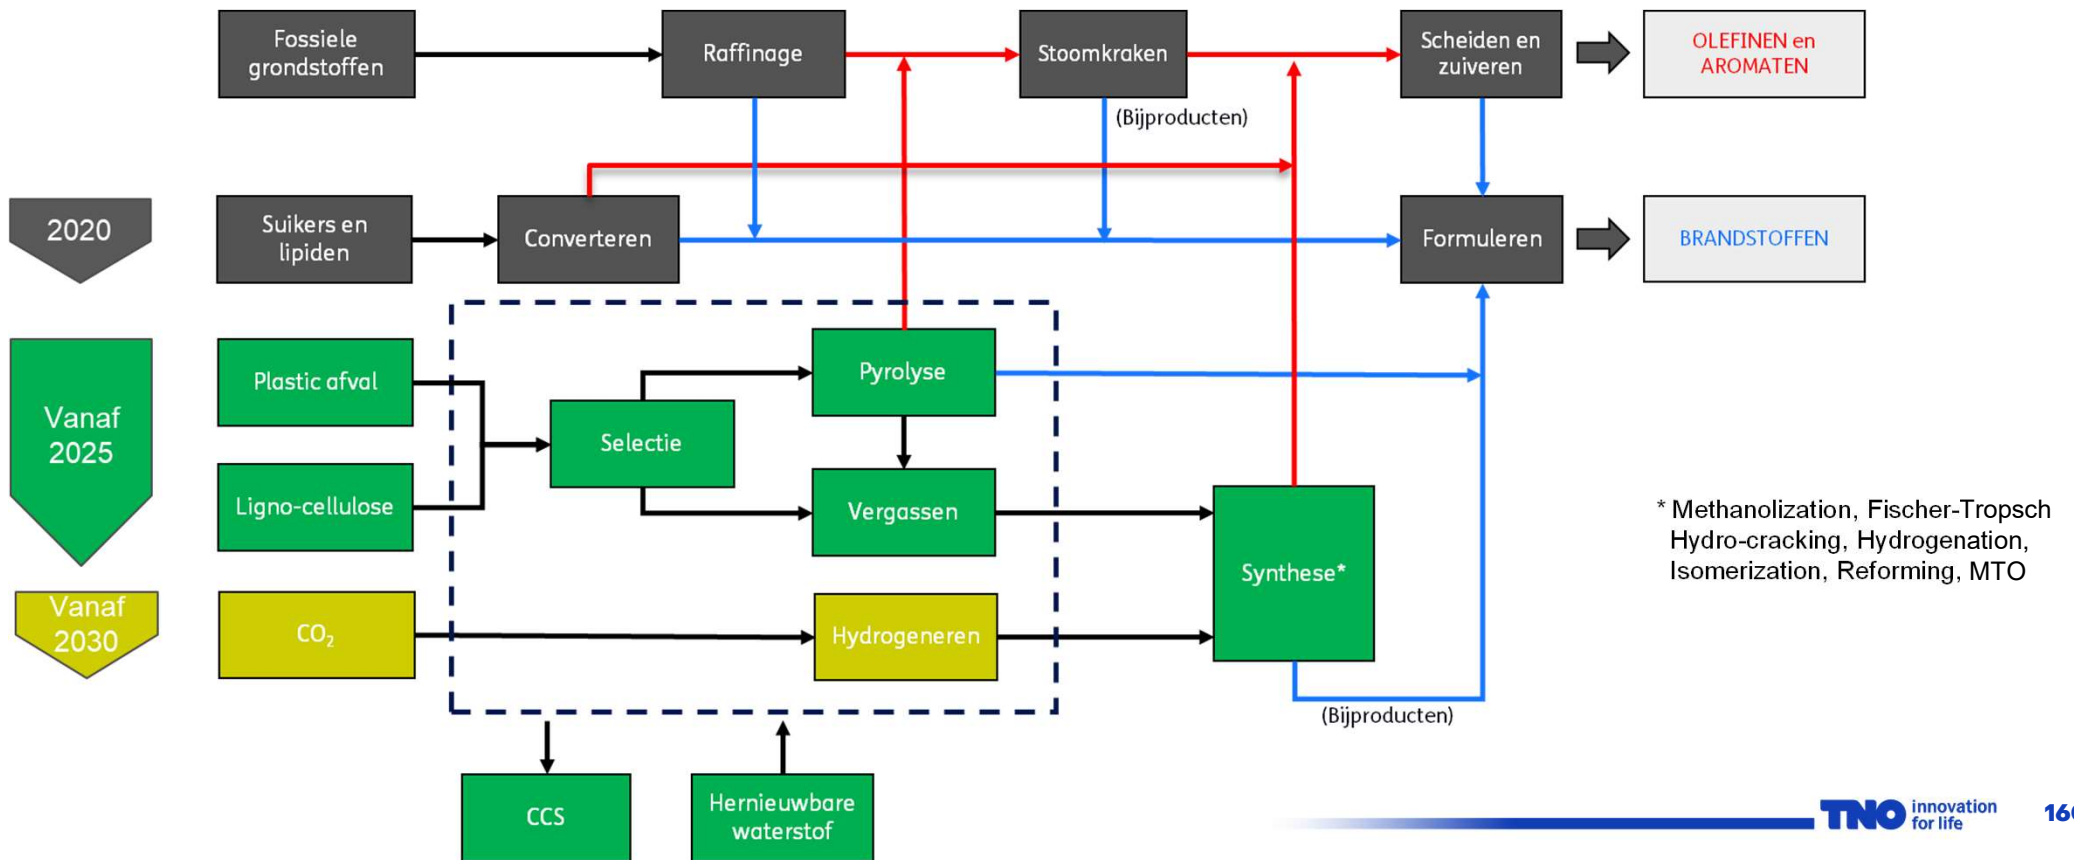 Fossiele
grondstoffen
Raffinage
Stoomkraken
Scheiden en
zuiveren
OLEFINEN en
AROMATEN
(Bijproducten)
2020
Suikers en
lipiden
Converteren
Formuleren
BRANDSTOFFEN
Vanaf
2025
Plastic afval
Ligno-cellulose
Selectie
Pyrolyse
Vergassen
Synthese*
* Methanolization, Fischer-Tropsch
Hydro-cracking, Hydrogenation,
Isomerization, Reforming, MTO
Vanaf
2030
CO₂
Hydrogeneren
(Bijproducten)
CCS
Hernieuwbare
waterstof
TNO innovation
for life